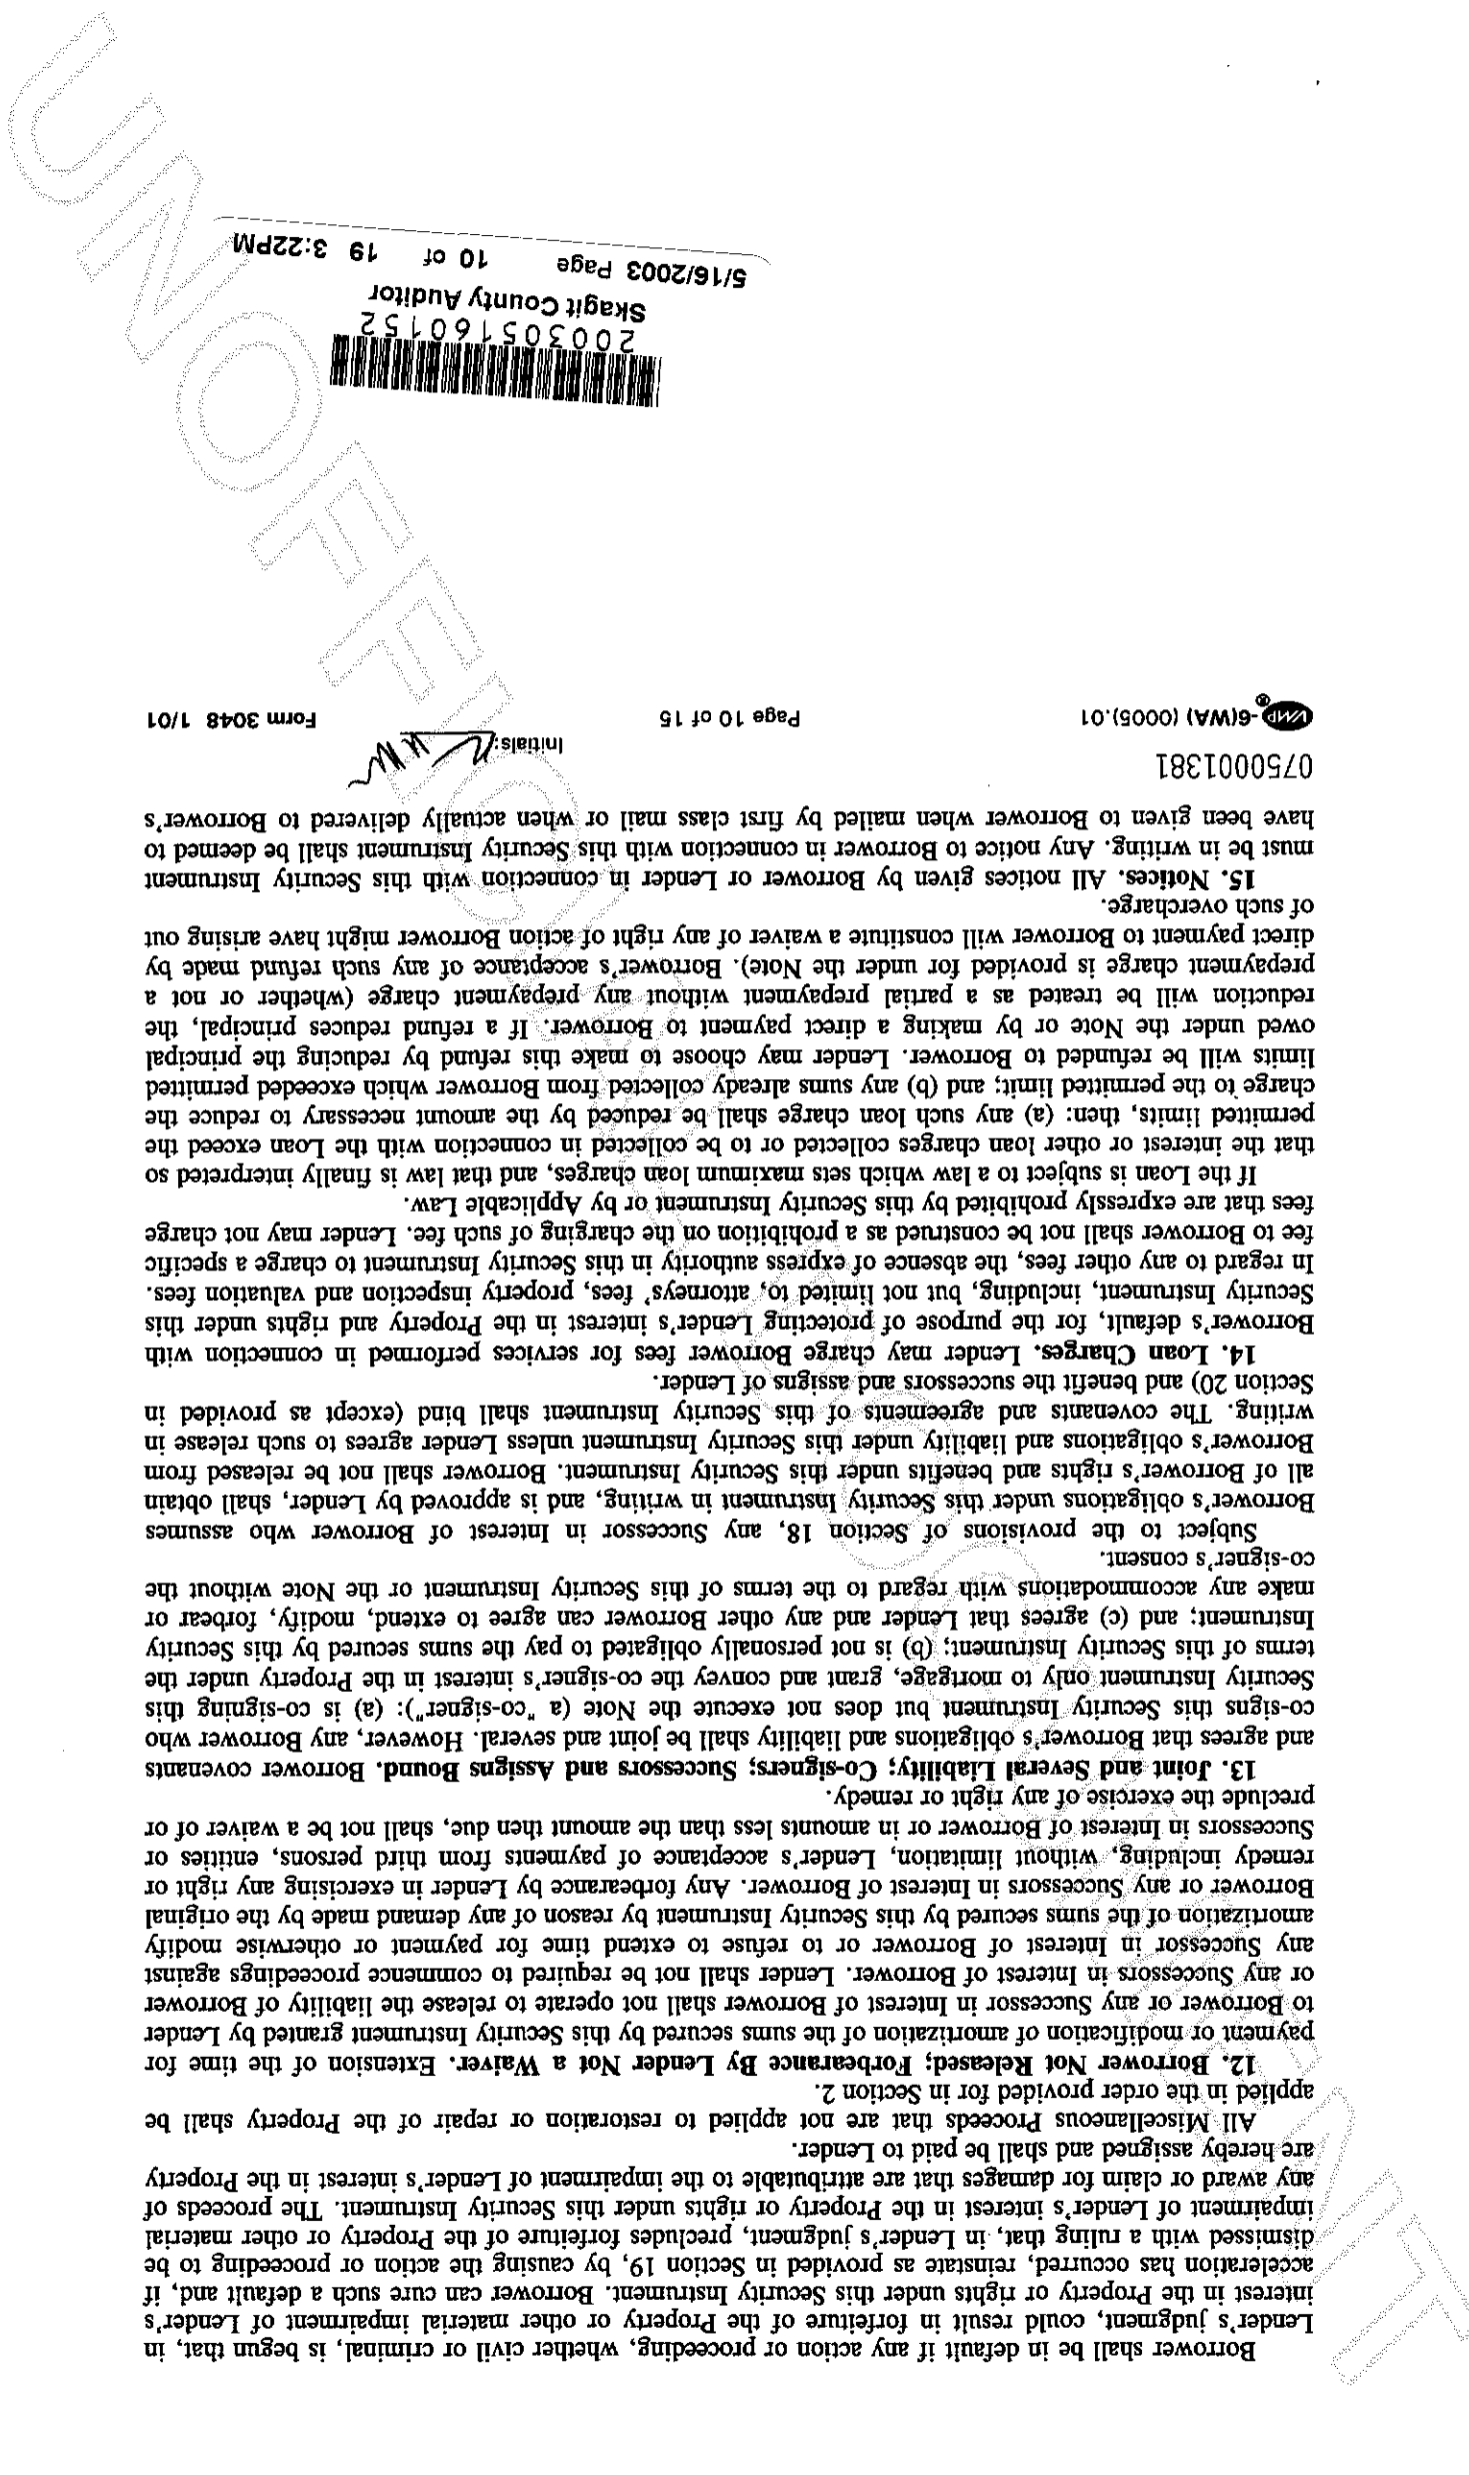 Borrower shall be in default if any action or proceeding, whether civil or criminal, is begun that, in
Lender's judgment, could result in forfeiture of the Property or other material impairment of Lender's
interest in the Property or rights under this Security Instrument. Borrower can cure such a default and, if
acceleration has occurred, reinstate as provided in Section 19, by causing the action or proceeding to be
dismissed with a ruling that, in Lender's judgment, precludes forfeiture of the Property or other material
impairment of Lender's interest in the Property or rights under this Security Instrument. The proceeds of
any award or claim for damages that are attributable to the impairment of Lender's interest in the Property
are hereby assigned and shall be paid to Lender.
All Miscellaneous Proceeds that are not applied to restoration or repair of the Property shall be
applied in the order provided for in Section 2.
12. Borrower Not Released; Forbearance By Lender Not a Waiver. Extension of the time for
payment or modification of amortization of the sums secured by this Security Instrument granted by Lender
to Borrower or any Successor in Interest of Borrower shall not operate to release the liability of Borrower
or any Successors in Interest of Borrower. Lender shall not be required to commence proceedings against
any Successor in Interest of Borrower or to refuse to extend time for payment or otherwise modify
amortization of the sums secured by this Security Instrument by reason of any demand made by the original
Borrower or any Successors in Interest of Borrower. Any forbearance by Lender in exercising any right or
remedy including, without limitation, Lender's acceptance of payments from third persons, entities or
Successors in Interest of Borrower or in amounts less than the amount then due, shall not be a waiver of or
preclude the exercise of any right or remedy.
13. Joint and Several Liability; Co-signers; Successors and Assigns Bound. Borrower covenants
and agrees that Borrower's obligations and liability shall be joint and several. However, any Borrower who
co-signs this Security Instrument but does not execute the Note (a "co-signer"): (a) is co-signing this
Security Instrument only to mortgage, grant and convey the co-signer's interest in the Property under the
terms of this Security Instrument; (b) is not personally obligated to pay the sums secured by this Security
Instrument; and (c) agrees that Lender and any other Borrower can agree to extend, modify, forbear or
make any accommodations with regard to the terms of this Security Instrument or the Note without the
co-signer's consent.
Subject to the provisions of Section 18, any Successor in Interest of Borrower who assumes
Borrower's obligations under this Security Instrument in writing, and is approved by Lender, shall obtain
all of Borrower's rights and benefits under this Security Instrument. Borrower shall not be released from
Borrower's obligations and liability under this Security Instrument unless Lender agrees to such release in
writing. The covenants and agreements of this Security Instrument shall bind (except as provided in
Section 20) and benefit the successors and assigns of Lender.
14. Loan Charges. Lender may charge Borrower fees for services performed in connection with
Borrower's default, for the purpose of protecting Lender's interest in the Property and rights under this
Security Instrument, including, but not limited to, attorneys' fees, property inspection and valuation fees.
In regard to any other fees, the absence of express authority in this Security Instrument to charge a specific
fee to Borrower shall not be construed as a prohibition on the charging of such fee. Lender may not charge
fees that are expressly prohibited by this Security Instrument or by Applicable Law.
If the Loan is subject to a law which sets maximum loan charges, and that law is finally interpreted so
that the interest or other loan charges collected or to be collected in connection with the Loan exceed the
permitted limits, then: (a) any such loan charge shall be reduced by the amount necessary to reduce the
charge to the permitted limit; and (b) any sums already collected from Borrower which exceeded permitted
limits will be refunded to Borrower. Lender may choose to make this refund by reducing the principal
owed under the Note or by making a direct payment to Borrower. If a refund reduces principal, the
reduction will be treated as a partial prepayment without any prepayment charge (whether or not a
prepayment charge is provided for under the Note). Borrower's acceptance of any such refund made by
direct payment to Borrower will constitute a waiver of any right of action Borrower might have arising out
of such overcharge.
15. Notices. All notices given by Borrower or Lender in connection with this Security Instrument
must be in writing. Any notice to Borrower in connection with this Security Instrument shall be deemed to
have been given to Borrower when mailed by first class mail or when actually delivered to Borrower's
0750001381
Initials:
VMP®-6(WA) (0005).01 Page 10 of 15 Form 3048 1/01
200305160152
Skagit County Auditor
5/16/2003 Page 10 of 19 3:22PM
UNOFFICIAL DOCUMENT